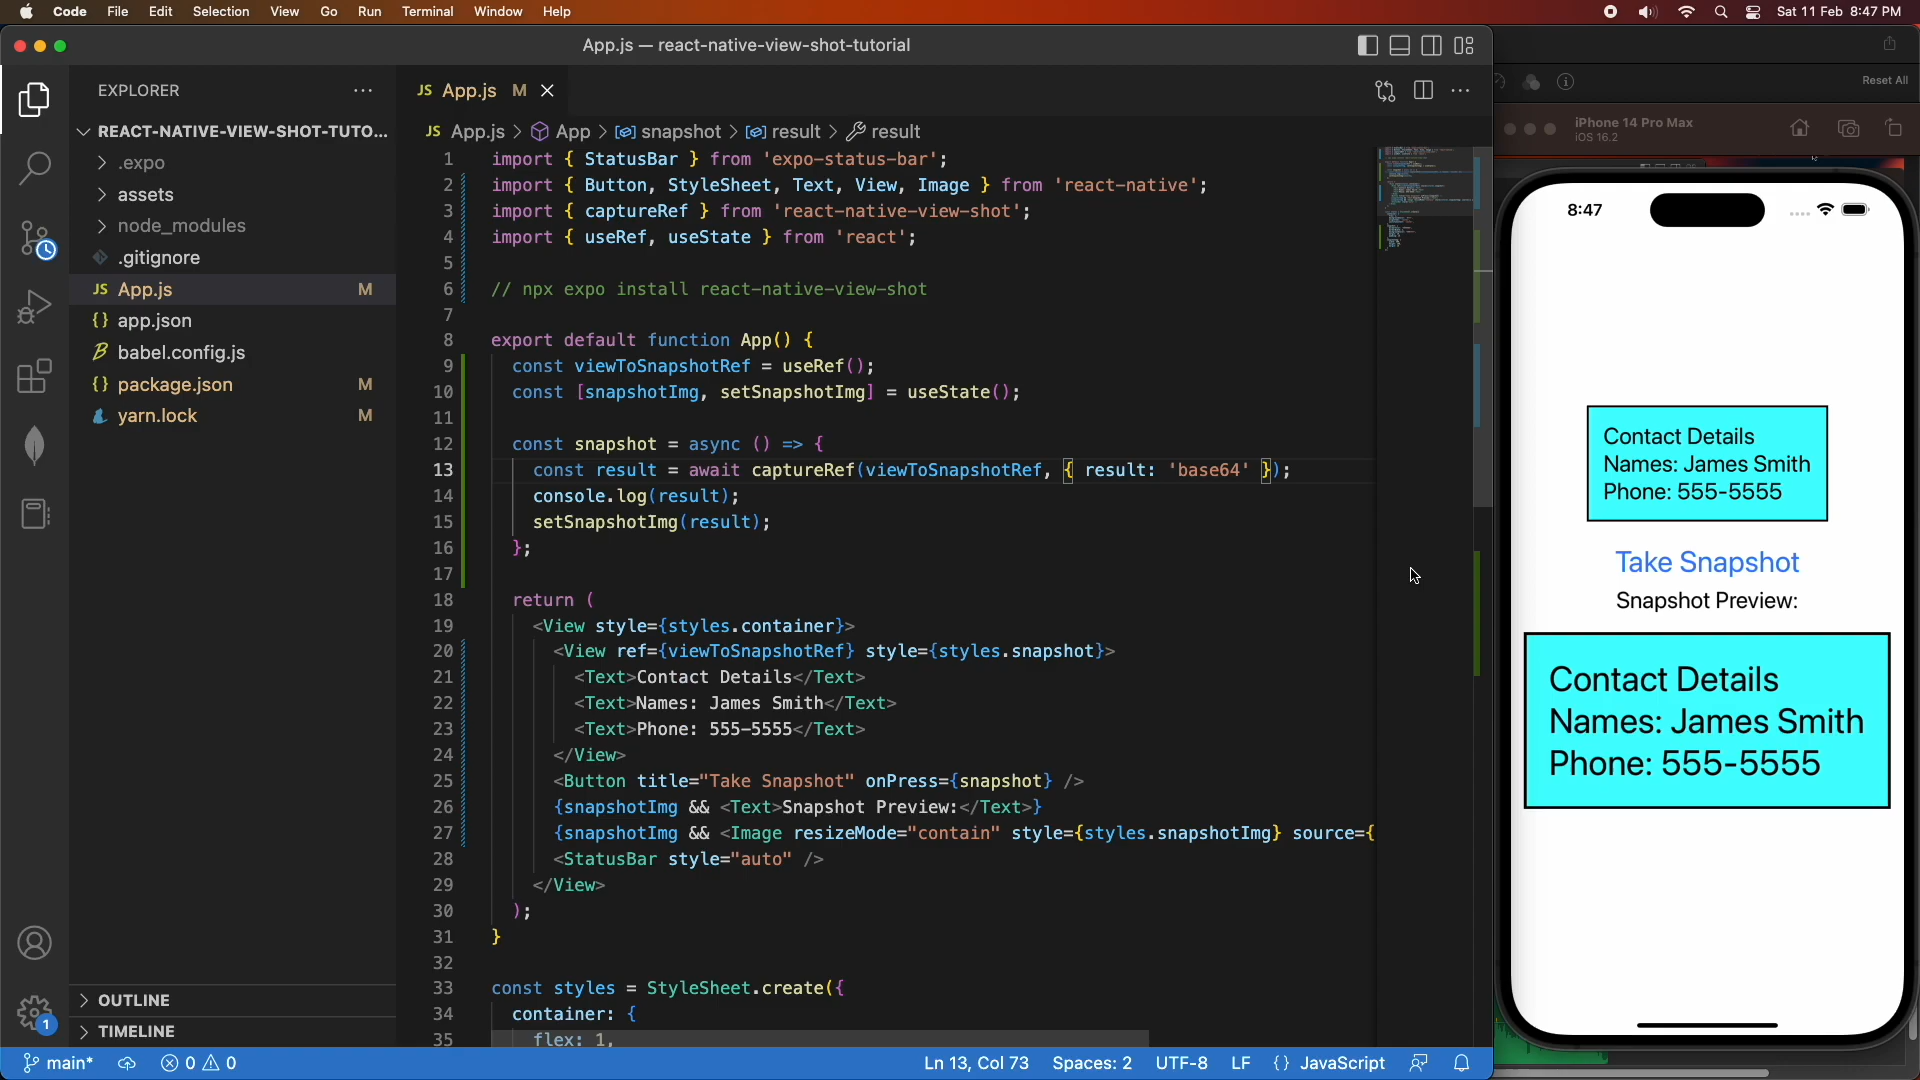 Code File Edit Selection View Go Run Terminal Window Help
Sat 11 Feb 8:47 PM
App.js — react-native-view-shot-tutorial
EXPLORER
REACT-NATIVE-VIEW-SHOT-TUTO...
.expo
assets
node_modules
.gitignore
JS App.js M
{} app.json
babel.config.js
{} package.json M
yarn.lock M
OUTLINE
TIMELINE
1
JS App.js M
JS App.js > App > snapshot > result > result
1 import { StatusBar } from 'expo-status-bar';
2 import { Button, StyleSheet, Text, View, Image } from 'react-native';
3 import { captureRef } from 'react-native-view-shot';
4 import { useRef, useState } from 'react';
5
6 // npx expo install react-native-view-shot
7
8 export default function App() {
9 const viewToSnapshotRef = useRef();
10 const [snapshotImg, setSnapshotImg] = useState();
11
12 const snapshot = async () => {
13 const result = await captureRef(viewToSnapshotRef, { result: 'base64' });
14 console.log(result);
15 setSnapshotImg(result);
16 };
17
18 return (
19 <View style={styles.container}>
20 <View ref={viewToSnapshotRef} style={styles.snapshot}>
21 <Text>Contact Details</Text>
22 <Text>Names: James Smith</Text>
23 <Text>Phone: 555-5555</Text>
24 </View>
25 <Button title="Take Snapshot" onPress={snapshot} />
26 {snapshotImg && <Text>Snapshot Preview:</Text>}
27 {snapshotImg && <Image resizeMode="contain" style={styles.snapshotImg} source={
28 <StatusBar style="auto" />
29 </View>
30 );
31 }
32
33 const styles = StyleSheet.create({
34 container: {
35 flex: 1,
main* 0 0
Ln 13, Col 73 Spaces: 2 UTF-8 LF {} JavaScript
Reset All
iPhone 14 Pro Max
iOS 16.2
8:47
Contact Details
Names: James Smith
Phone: 555-5555
Take Snapshot
Snapshot Preview:
Contact Details
Names: James Smith
Phone: 555-5555